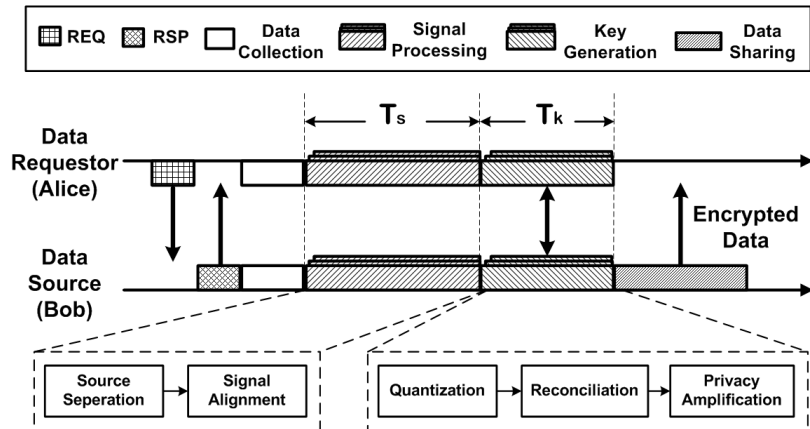 REQ
RSP
Data
Collection
Signal
Processing
Key
Generation
Data
Sharing
Ts
Tk
Data
Requestor
(Alice)
Encrypted
Data
Data
Source
(Bob)
Source
Seperation
Signal
Alignment
Quantization
Reconciliation
Privacy
Amplification